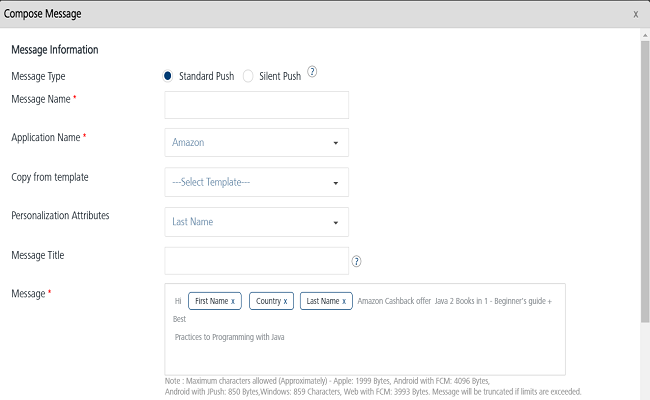 Compose Message x
Message Information
Message Type Standard Push Silent Push ?
Message Name *
Application Name * Amazon
Copy from template ---Select Template---
Personalization Attributes Last Name
Message Title ?
Message * Hi First Name x Country x Last Name x Amazon Cashback offer Java 2 Books in 1 - Beginner's guide +
Best
Practices to Programming with Java
Note : Maximum characters allowed (Approximately) - Apple: 1999 Bytes, Android with FCM: 4096 Bytes,
Android with JPush: 850 Bytes,Windows: 859 Characters, Web with FCM: 3993 Bytes. Message will be truncated if limits are exceeded.